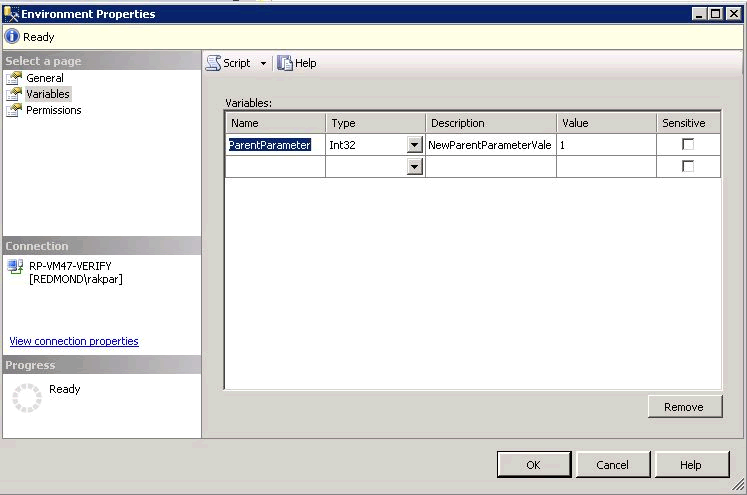 Environment Properties
Ready
Select a page
General
Variables
Permissions
Script Help
Variables:
Name Type Description Value Sensitive
ParentParameter Int32 NewParentParameterVale 1
Connection
RP-VM47-VERIFY
[REDMOND\rakpar]
View connection properties
Progress
Ready
Remove
OK Cancel Help